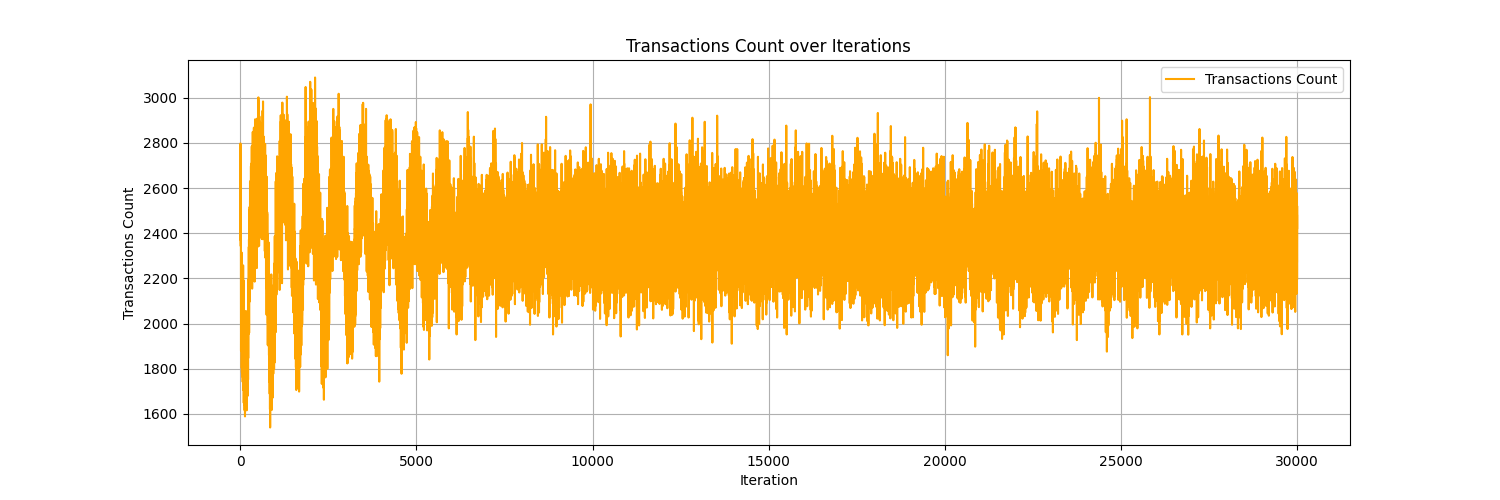 Transactions Count over Iterations
Transactions Count
3000
2800
2600
2400
2200
2000
1800
1600
Transactions Count
0 5000 10000 15000 20000 25000 30000
Iteration